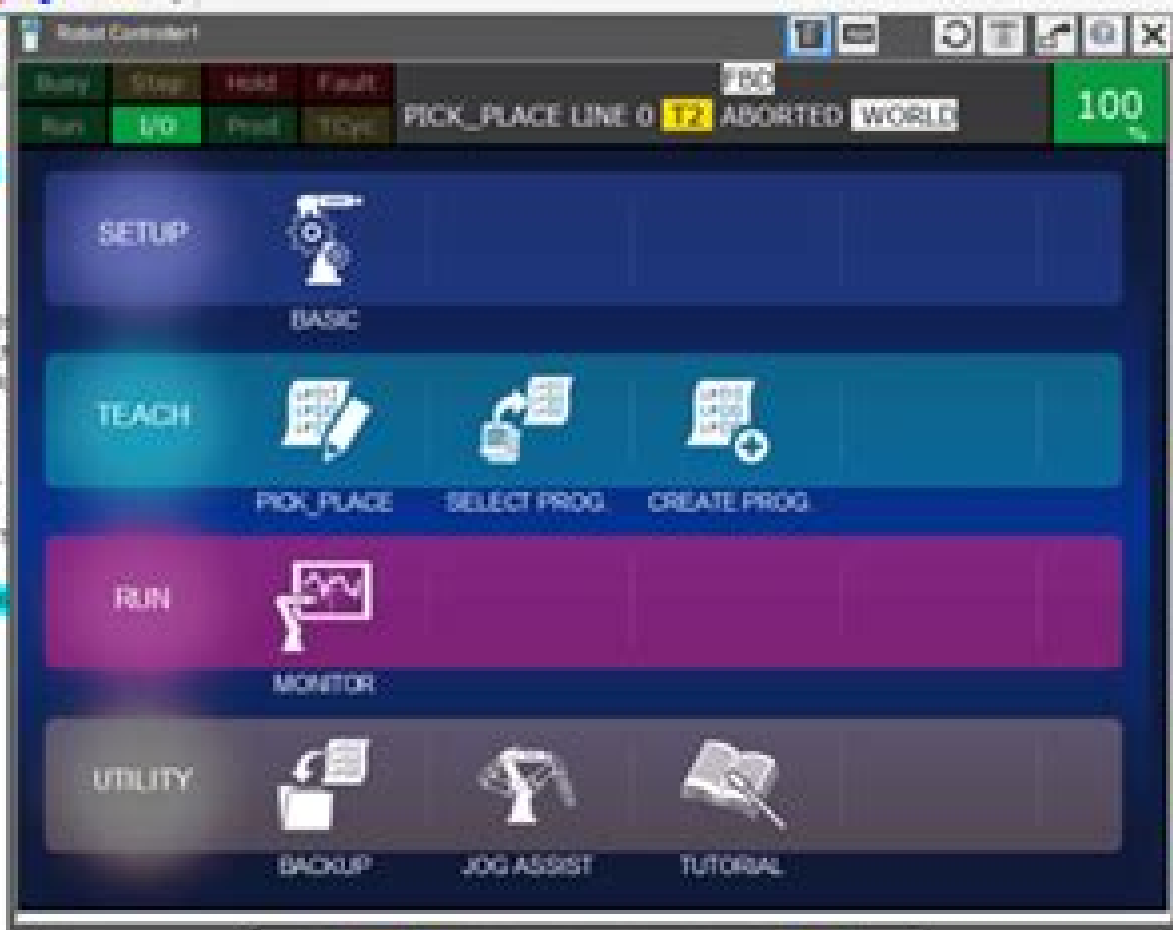 Robot Controller1
Busy Step Hold Fault
FBD
Run I/O Prod TCyc
PICK_PLACE LINE 0 T2 ABORTED WORLD
100
%
SETUP
BASIC
TEACH
PICK_PLACE SELECT PROG. CREATE PROG.
RUN
MONITOR
UTILITY
BACKUP JOG ASSIST TUTORIAL